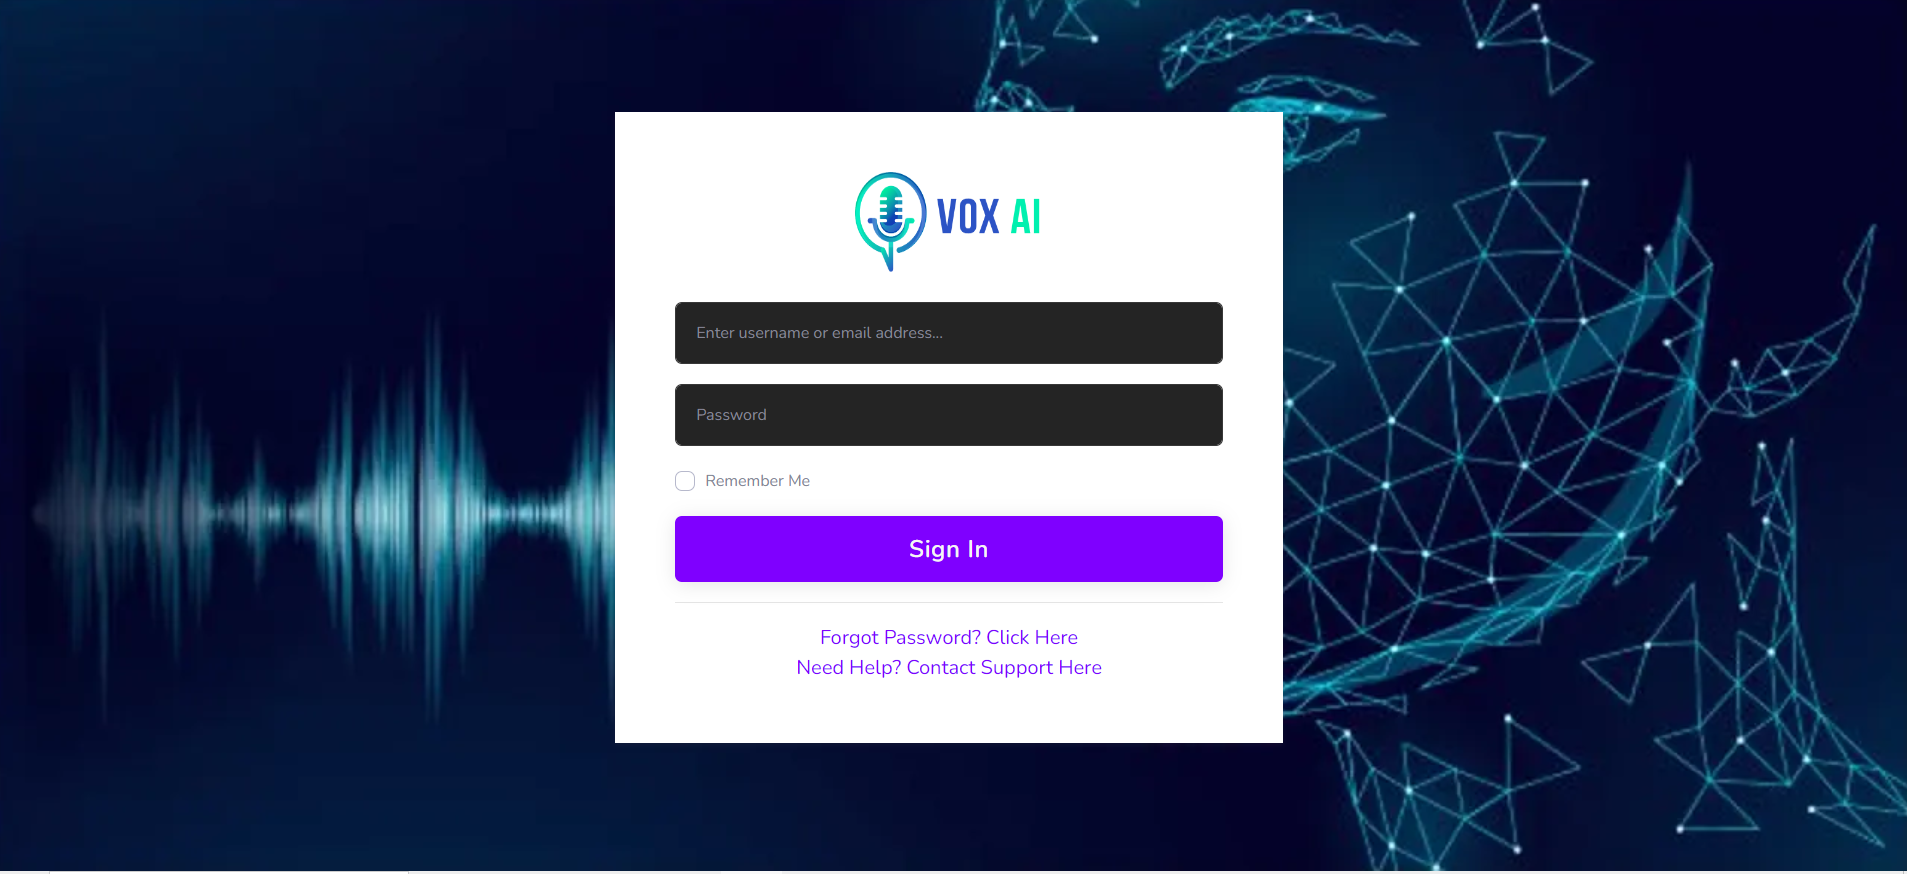 VOX AI
Enter username or email address...
Password
Remember Me
Sign In
Forgot Password? Click Here
Need Help? Contact Support Here